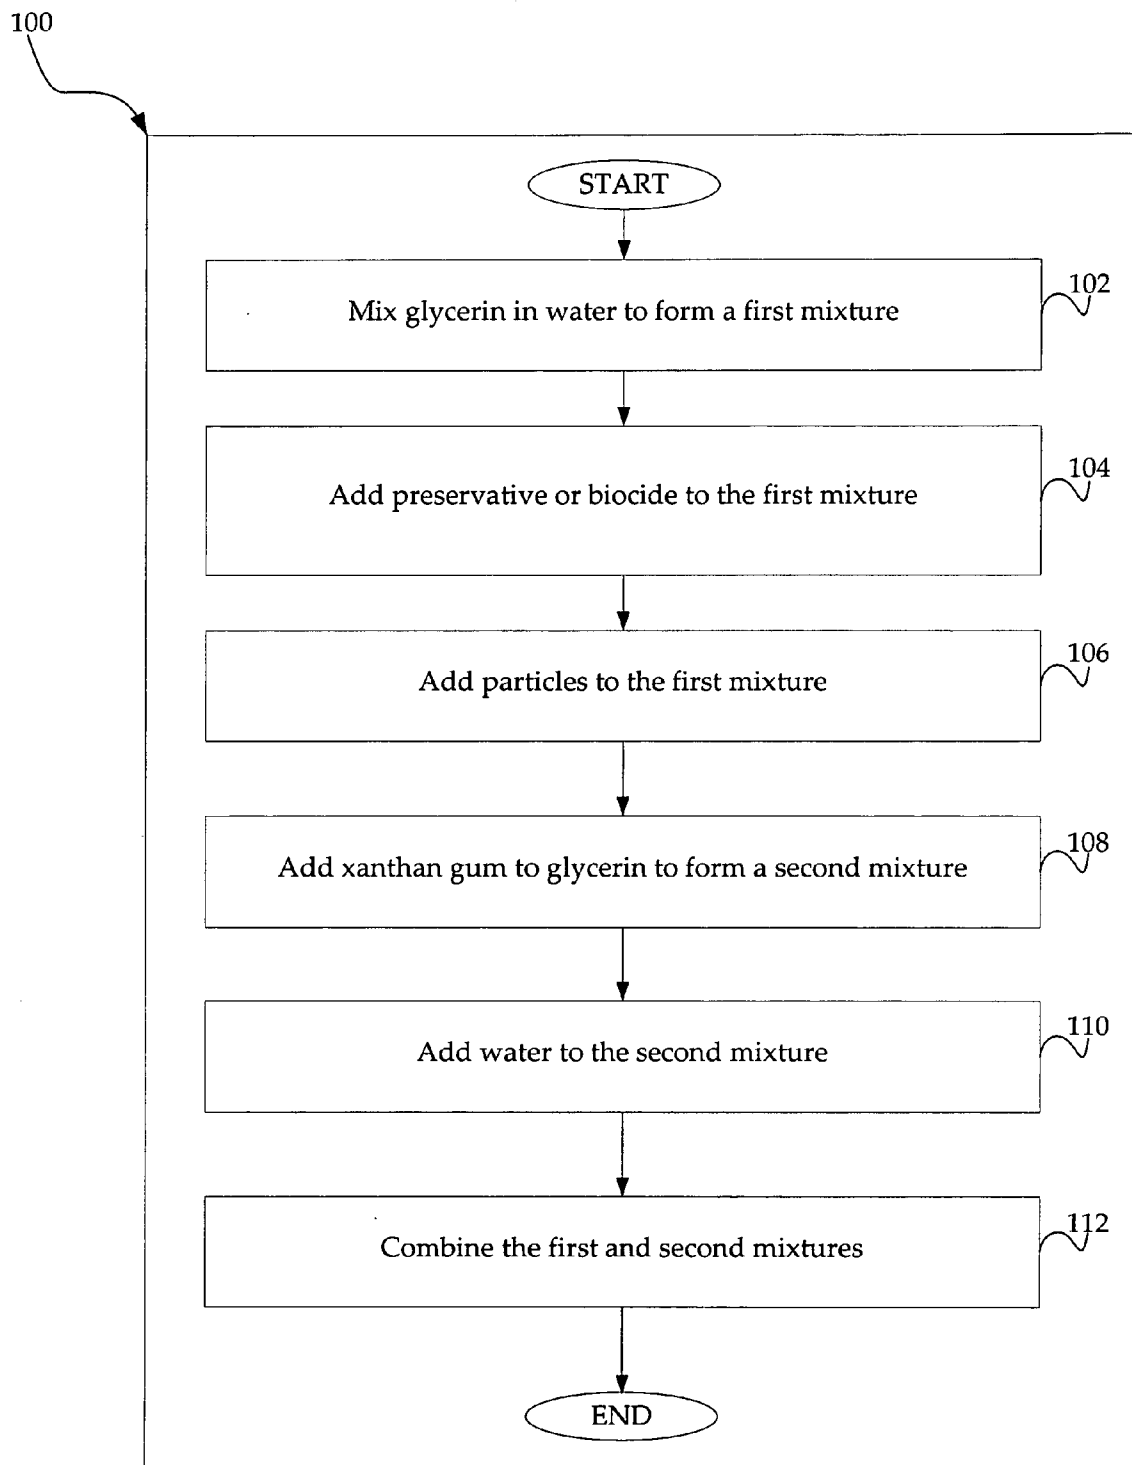 100
START
Mix glycerin in water to form a first mixture
102
Add preservative or biocide to the first mixture
104
Add particles to the first mixture
106
Add xanthan gum to glycerin to form a second mixture
108
Add water to the second mixture
110
Combine the first and second mixtures
112
END